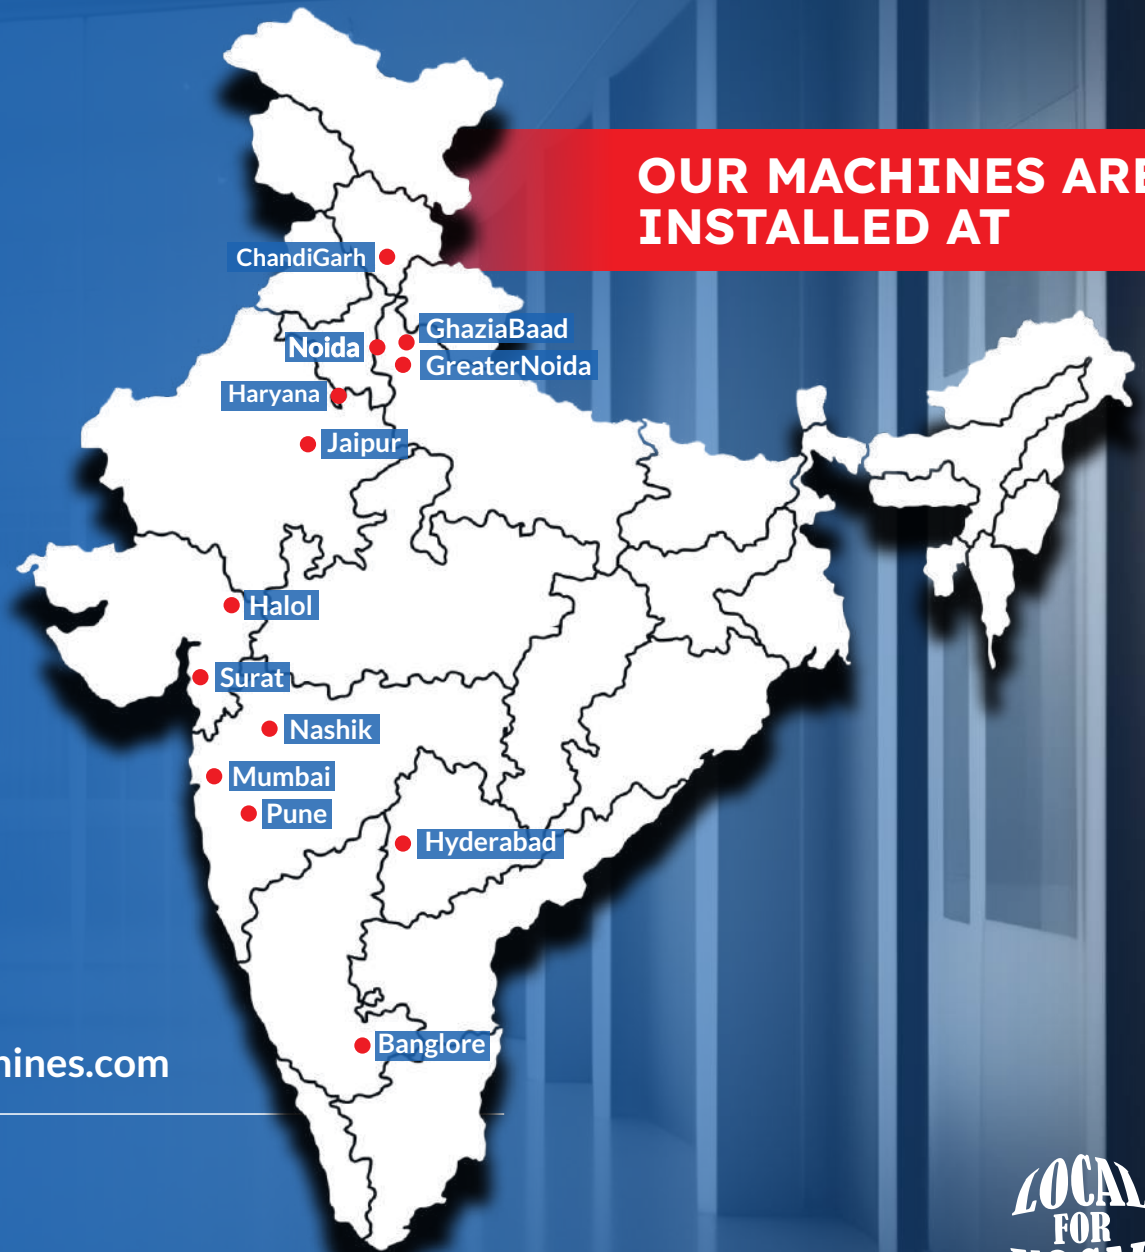 OUR MACHINES ARE
INSTALLED AT
ChandiGarh
GhaziaBaad
Noida
GreaterNoida
Haryana
Jaipur
Halol
Surat
Nashik
Mumbai
Pune
Hyderabad
Banglore
hines.com
LOCAL
FOR